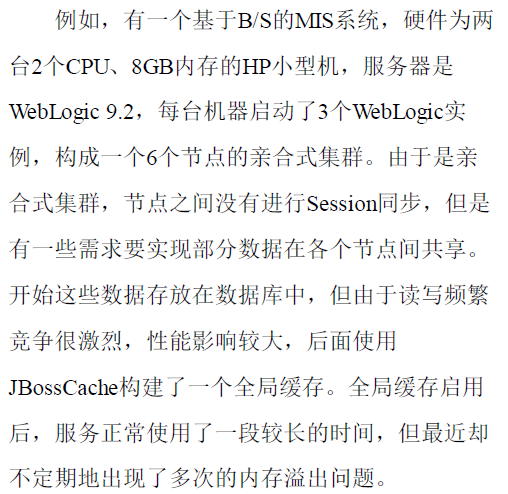 例如，有一个基于B/S的MIS系统，硬件为两
台2个CPU、8GB内存的HP小型机，服务器是
WebLogic 9.2，每台机器启动了3个WebLogic实
例，构成一个6个节点的亲合式集群。由于是亲
合式集群，节点之间没有进行Session同步，但是
有一些需求要实现部分数据在各个节点间共享。
开始这些数据存放在数据库中，但由于读写频繁
竞争很激烈，性能影响较大，后面使用
JBossCache构建了一个全局缓存。全局缓存启用
后，服务正常使用了一段较长的时间，但最近却
不定期地出现了多次的内存溢出问题。